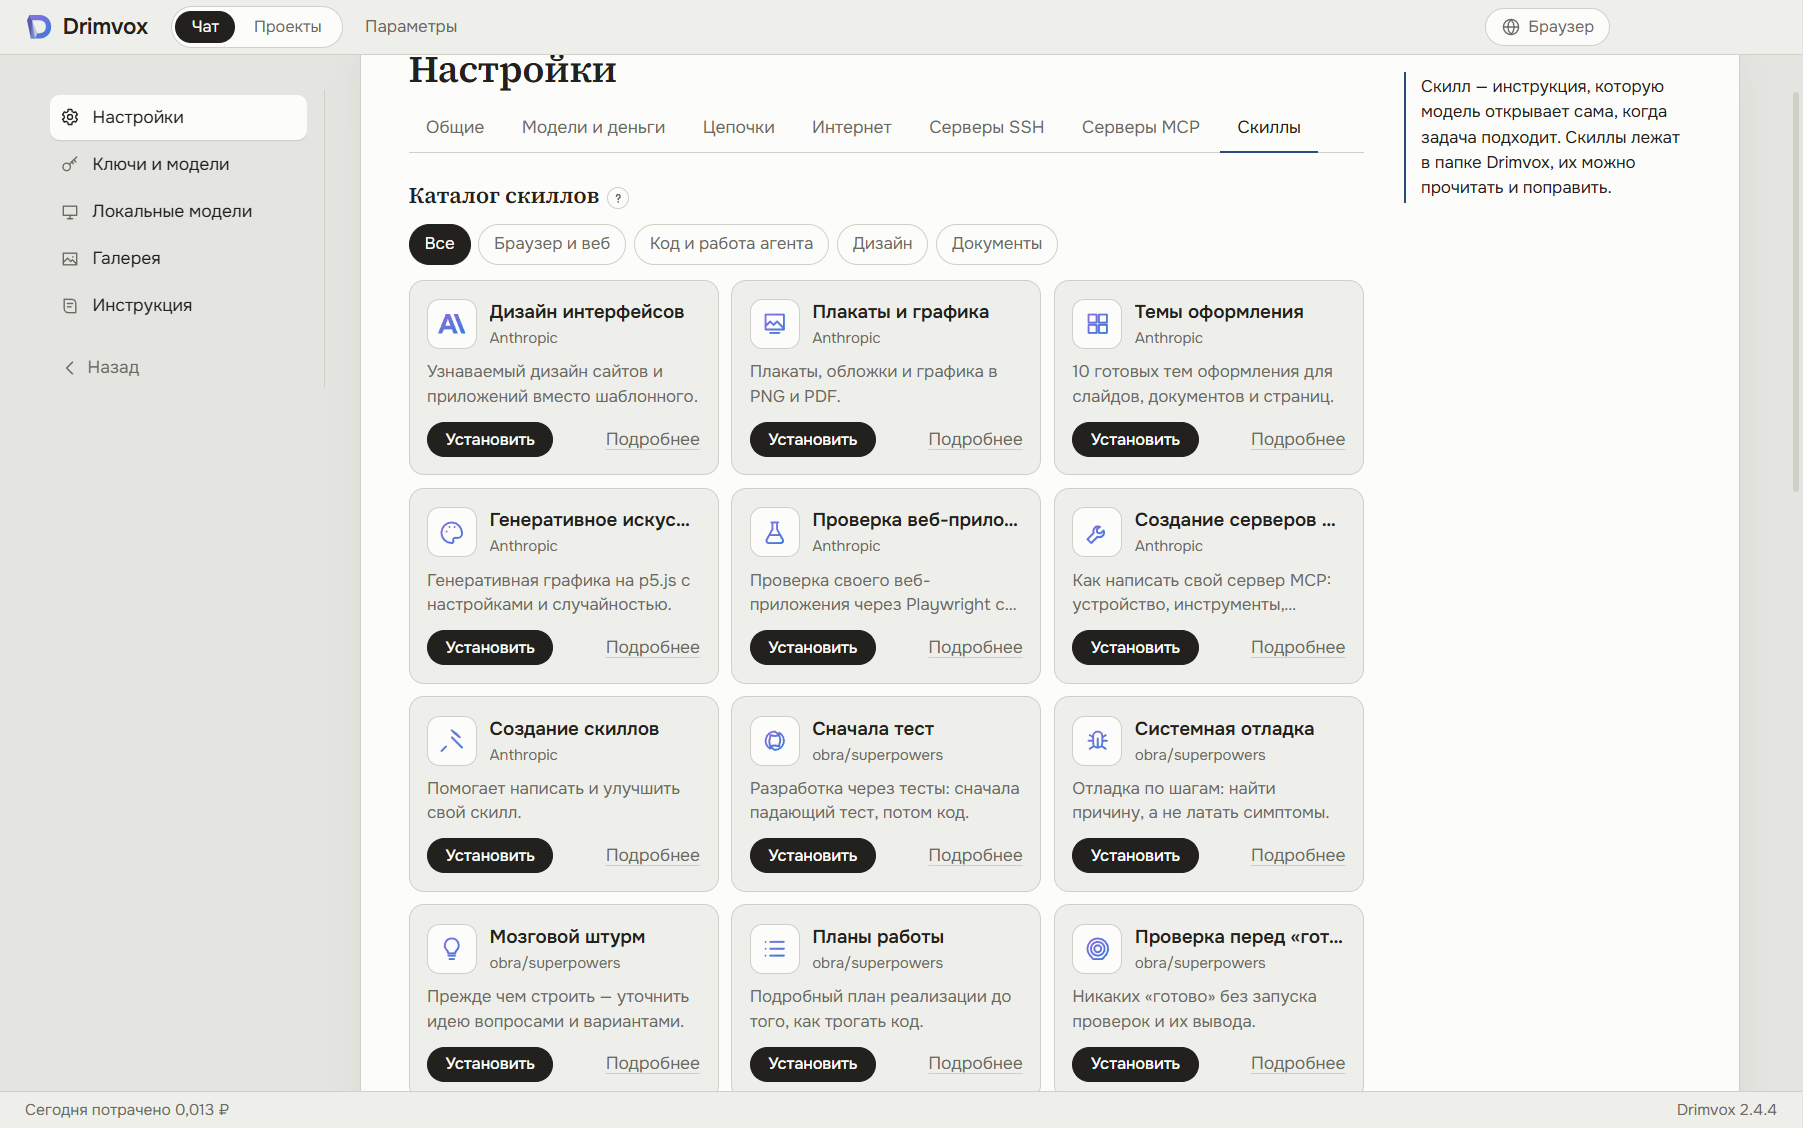 Drimvox
Чат
Проекты
Параметры
Браузер
Настройки
Ключи и модели
Локальные модели
Галерея
Инструкция
Назад
Настройки
Общие
Модели и деньги
Цепочки
Интернет
Серверы SSH
Серверы MCP
Скиллы
Каталог скиллов ?
Все
Браузер и веб
Код и работа агента
Дизайн
Документы
Дизайн интерфейсов
Anthropic
Узнаваемый дизайн сайтов и
приложений вместо шаблонного.
Установить
Подробнее
Плакаты и графика
Anthropic
Плакаты, обложки и графика в
PNG и PDF.
Установить
Подробнее
Темы оформления
Anthropic
10 готовых тем оформления для
слайдов, документов и страниц.
Установить
Подробнее
Генеративное искус...
Anthropic
Генеративная графика на p5.js с
настройками и случайностью.
Установить
Подробнее
Проверка веб-прило...
Anthropic
Проверка своего веб-
приложения через Playwright с...
Установить
Подробнее
Создание серверов ...
Anthropic
Как написать свой сервер MCP:
устройство, инструменты,...
Установить
Подробнее
Создание скиллов
Anthropic
Помогает написать и улучшить
свой скилл.
Установить
Подробнее
Сначала тест
obra/superpowers
Разработка через тесты: сначала
падающий тест, потом код.
Установить
Подробнее
Системная отладка
obra/superpowers
Отладка по шагам: найти
причину, а не латать симптомы.
Установить
Подробнее
Мозговой штурм
obra/superpowers
Прежде чем строить — уточнить
идею вопросами и вариантами.
Установить
Подробнее
Планы работы
obra/superpowers
Подробный план реализации до
того, как трогать код.
Установить
Подробнее
Проверка перед «гот...
obra/superpowers
Никаких «готово» без запуска
проверок и их вывода.
Установить
Подробнее
Скилл — инструкция, которую
модель открывает сама, когда
задача подходит. Скиллы лежат
в папке Drimvox, их можно
прочитать и поправить.
Сегодня потрачено 0,013 ₽
Drimvox 2.4.4